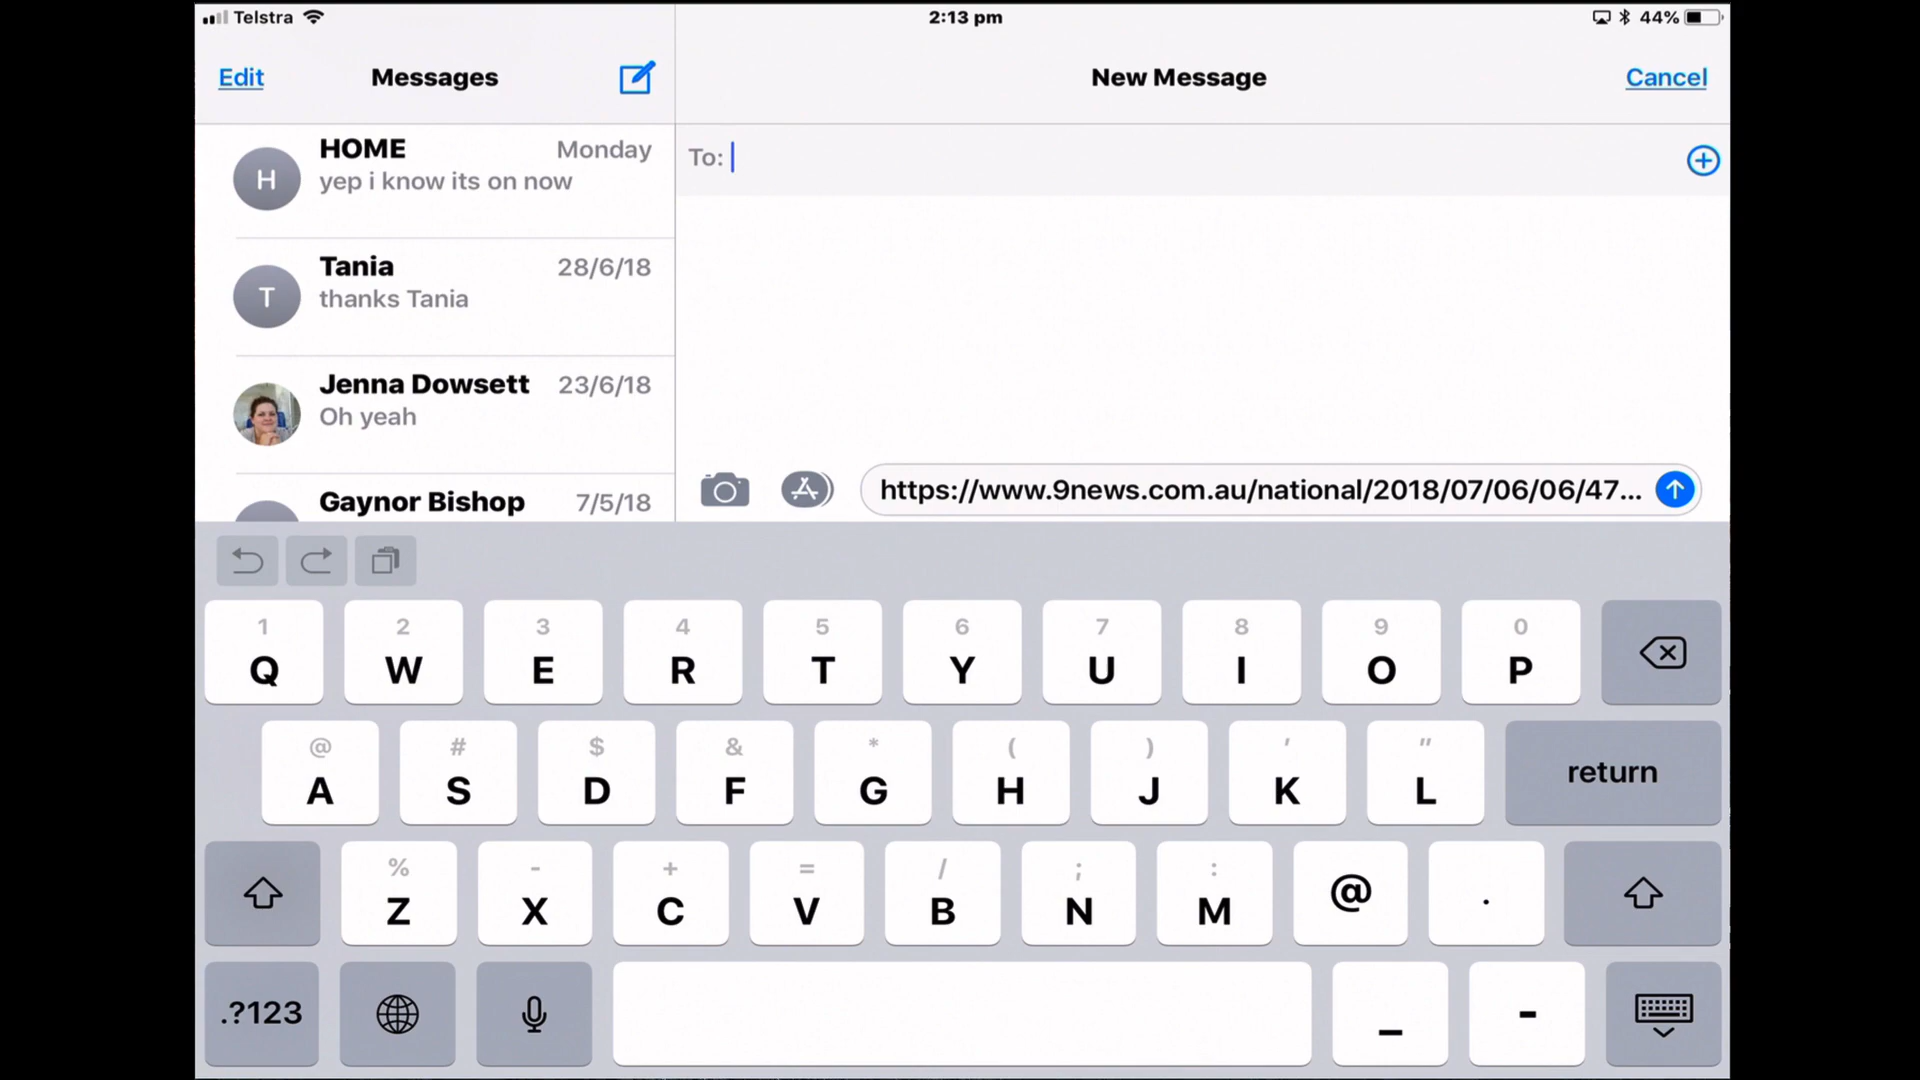 Telstra 2:13 pm 44%
Edit Messages New Message Cancel
HOME Monday
yep i know its on now
Tania 28/6/18
thanks Tania
Jenna Dowsett 23/6/18
Oh yeah
Gaynor Bishop 7/5/18
H
T
To:
https://www.9news.com.au/national/2018/07/06/06/47...
1 2 3 4 5 6 7 8 9 0
Q W E R T Y U I O P
@ # $ & * ( ) ' "
A S D F G H J K L return
% - + = / ; :
Z X C V B N M @ .
.?123 _ -